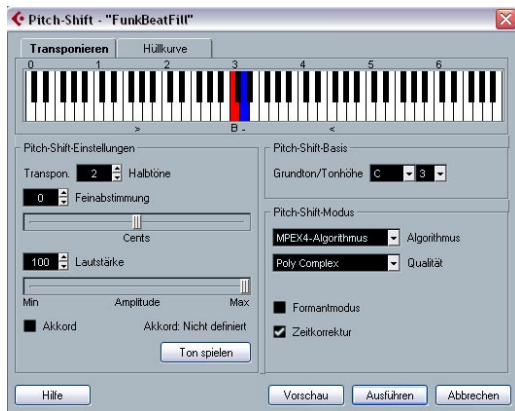 Pitch-Shift - "FunkBeatFill"
Transponieren
Hüllkurve
0 1 2 3 4 5 6
> B - <
Pitch-Shift-Einstellungen
Transpon. 2 Halbtöne
0 Feinabstimmung
Cents
100 Lautstärke
Min Amplitude Max
Akkord Akkord: Nicht definiert
Ton spielen
Pitch-Shift-Basis
Grundton/Tonhöhe C 3
Pitch-Shift-Modus
MPEX4-Algorithmus Algorithmus
Poly Complex Qualität
Formantmodus
Zeitkorrektur
Hilfe Vorschau Ausführen Abbrechen